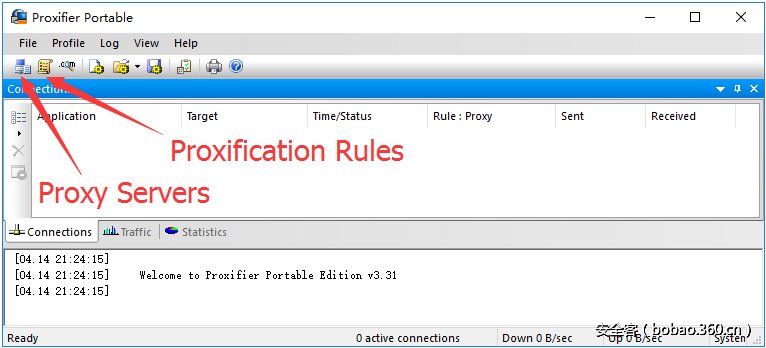 Proxifier Portable
File Profile Log View Help
.com
Connections
Application Target Time/Status Rule : Proxy Sent Received
Proxification Rules
Proxy Servers
Connections Traffic Statistics
[04.14 21:24:15]
[04.14 21:24:15] Welcome to Proxifier Portable Edition v3.31
[04.14 21:24:15]
安全客 ( bobao.360.cn )
Ready 0 active connections Down 0 B/sec Up 0 B/sec System